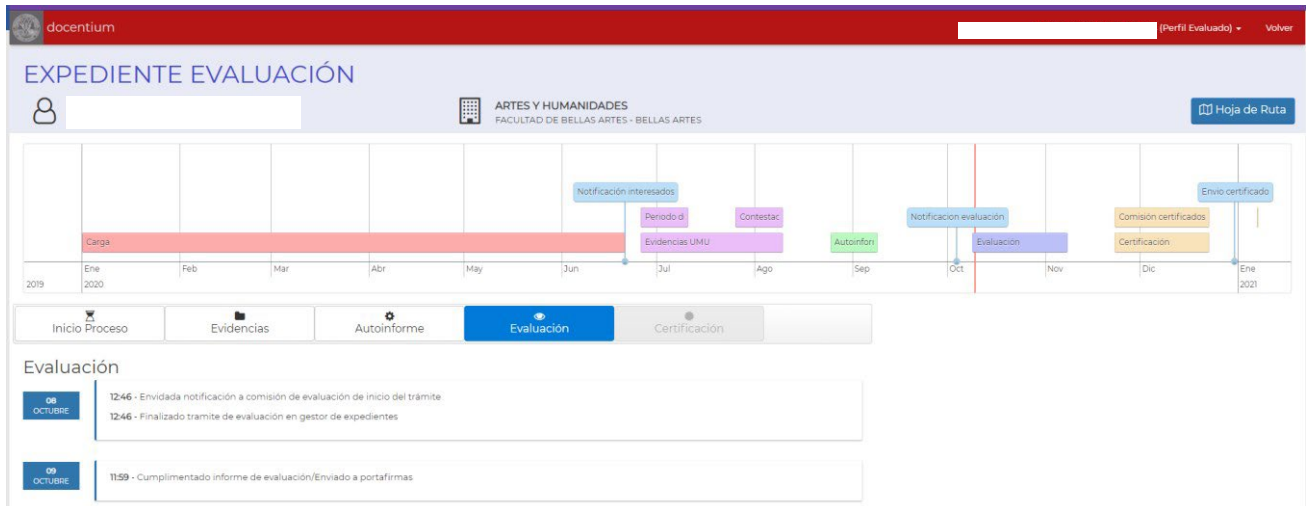 docentium
(Perfil Evaluado)
Volver
EXPEDIENTE EVALUACIÓN
ARTES Y HUMANIDADES
FACULTAD DE BELLAS ARTES - BELLAS ARTES
Hoja de Ruta
Notificación interesados
Envio certificado
Periodo d
Contestac
Notificacion evaluación
Comisión certificados
Carga
Evidencias UMU
Autoinforn
Evaluación
Certificación
Ene Feb Mar Abr May Jun Jul Ago Sep Oct Nov Dic Ene
2019 2020 2021
Inicio Proceso
Evidencias
Autoinforme
Evaluación
Certificación
Evaluación
08
OCTUBRE
12:46 - Envidada notificación a comisión de evaluación de inicio del trámite
12:46 - Finalizado tramite de evaluación en gestor de expedientes
09
OCTUBRE
11:59 - Cumplimentado informe de evaluación/Enviado a portafirmas